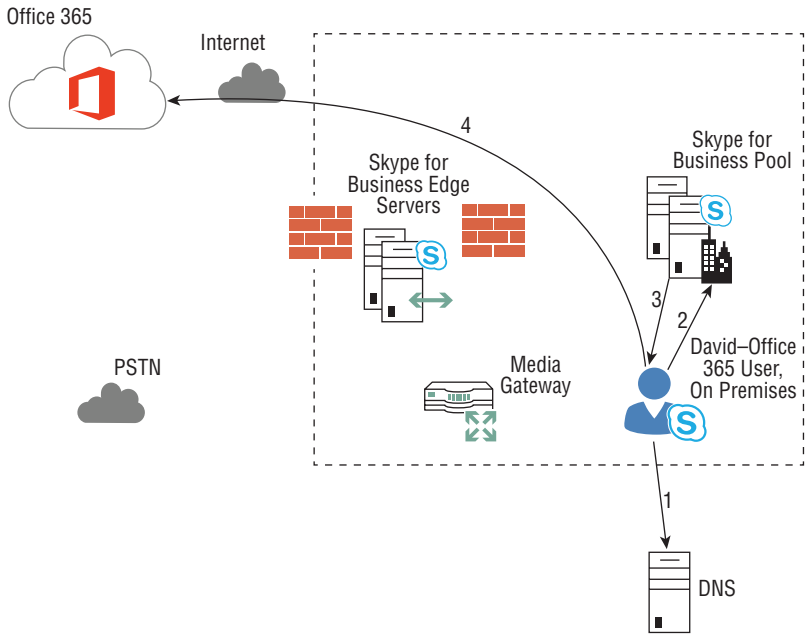 Office 365
Internet
4
Skype for
Business Pool
Skype for
Business Edge
Servers
S
S
3
2
David–Office
365 User,
On Premises
PSTN
Media
Gateway
S
1
DNS